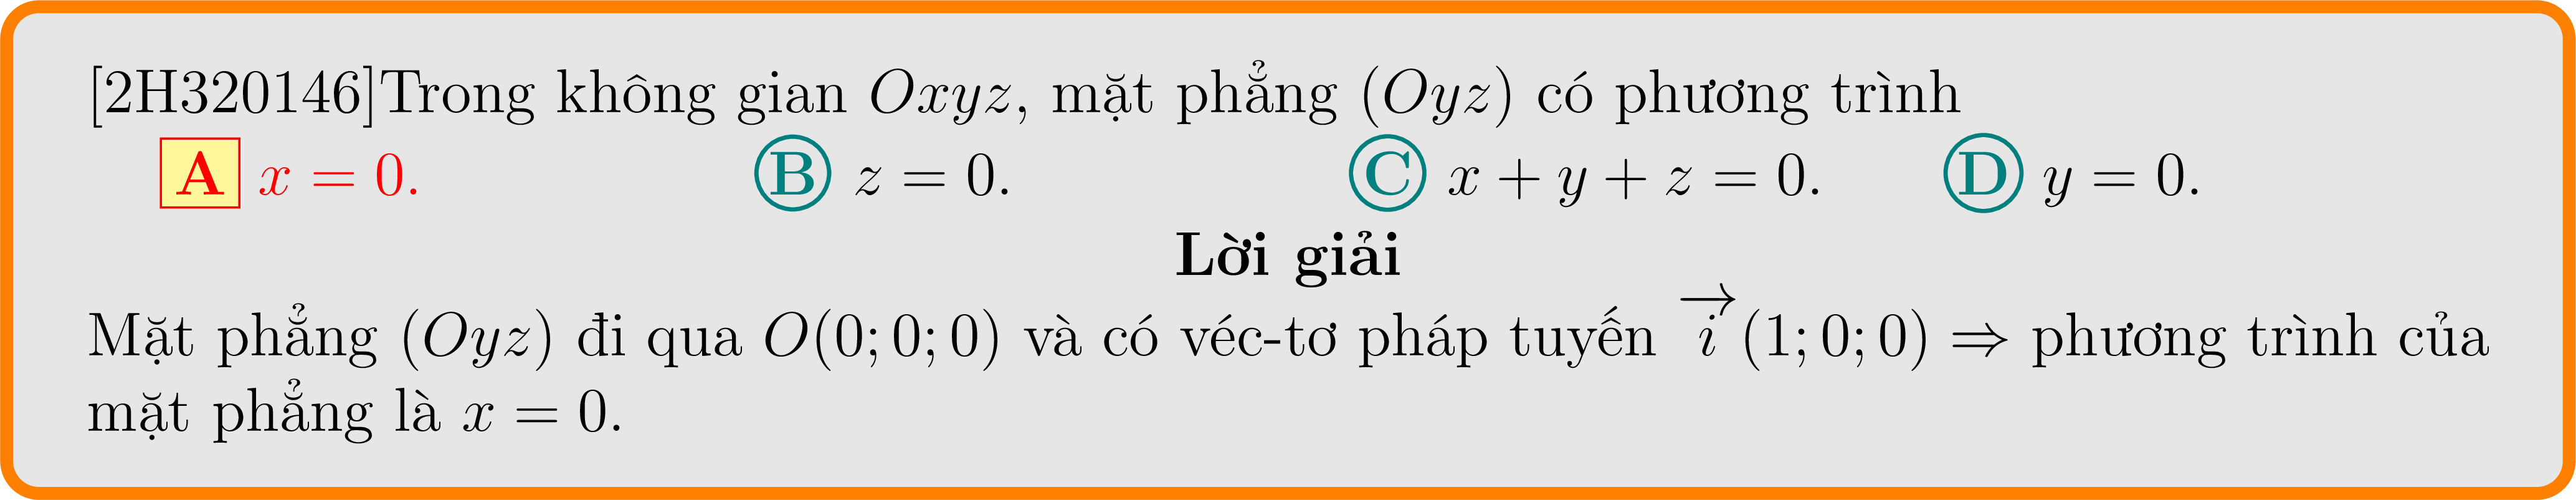 [2H320146]Trong không gian Oxyz, mặt phẳng (Oyz) có phương trình
A x = 0. B z = 0. C x + y + z = 0. D y = 0.
Lời giải
Mặt phẳng (Oyz) đi qua O(0; 0; 0) và có véc-tơ pháp tuyến \overrightarrow{i}(1; 0; 0) ⇒ phương trình của
mặt phẳng là x = 0.